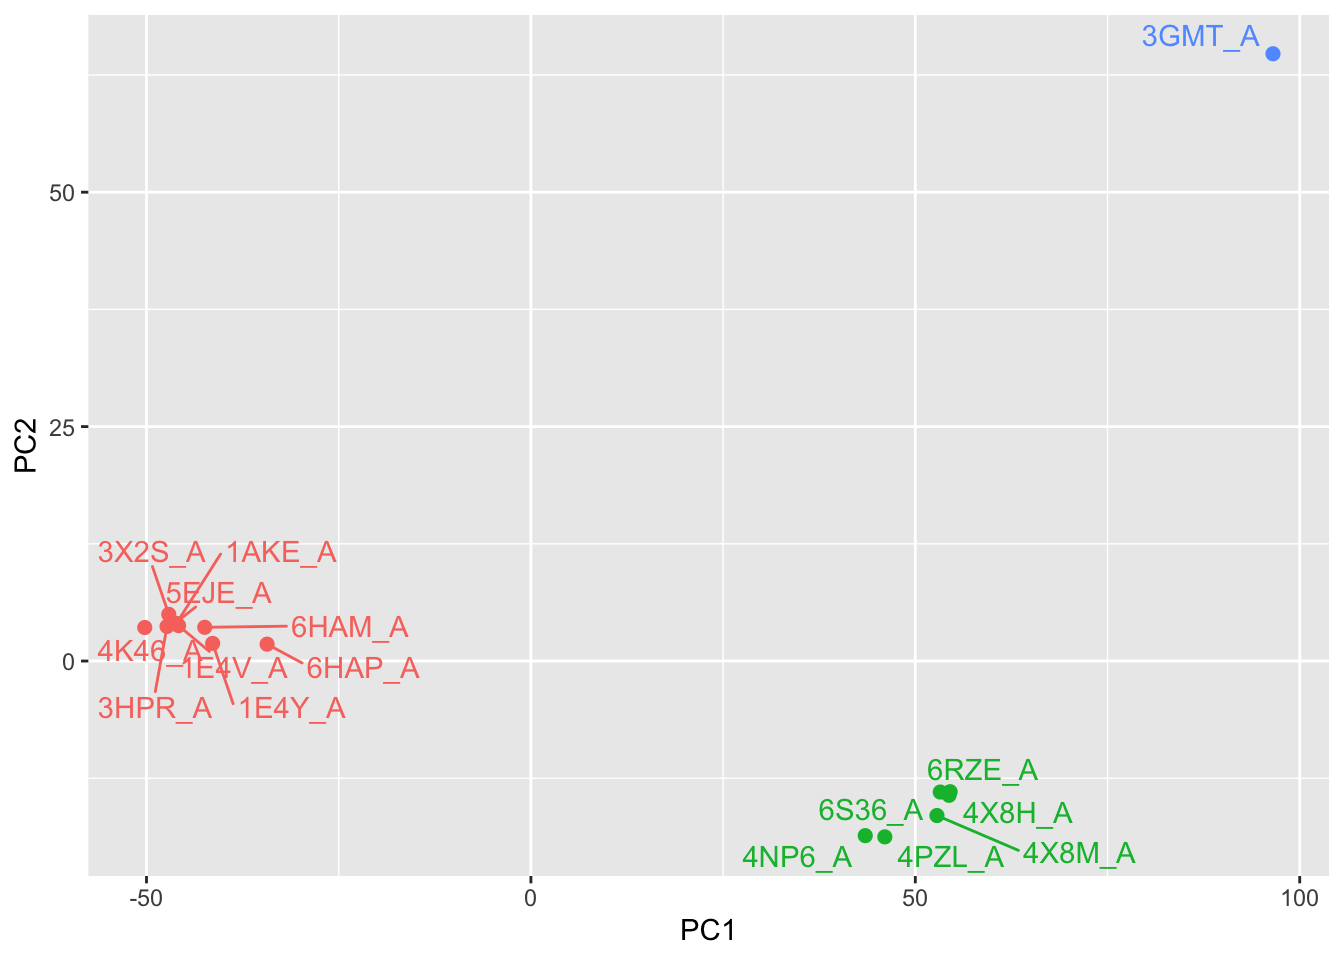 3GMT_A
50
PC2
25
3X2S_A
1AKE_A
5EJE_A
6HAM_A
4K46_A
1E4V_A
6HAP_A
0
3HPR_A
1E4Y_A
6RZE_A
6S36_A
4X8H_A
4NP6_A
4PZL_A
4X8M_A
-50
0
50
100
PC1